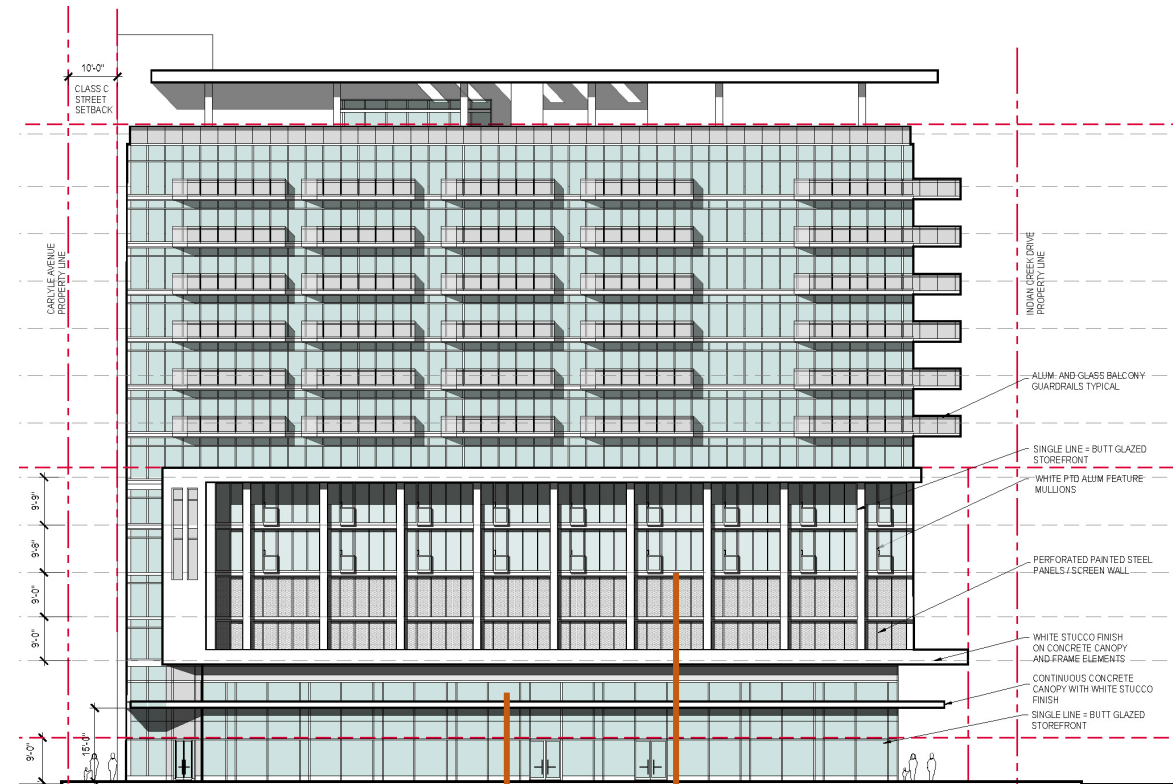 10'-0"
CLASS C
STREET
SETBACK
CARLYLE AVENUE
PROPERTY LINE
INDIAN CREEK DRIVE
PROPERTY LINE
ALUM AND GLASS BALCONY
GUARDRAILS TYPICAL
SINGLE LINE = BUTT GLAZED
STOREFRONT
WHITE PTD ALUM FEATURE
MULLIONS
9'-9"
9'-8"
9'-0"
9'-0"
PERFORATED PAINTED STEEL
PANELS / SCREEN WALL
WHITE STUCCO FINISH
ON CONCRETE CANOPY
AND FRAME ELEMENTS
CONTINUOUS CONCRETE
CANOPY WITH WHITE STUCCO
FINISH
SINGLE LINE = BUTT GLAZED
STOREFRONT
9'-0"
15'-0"